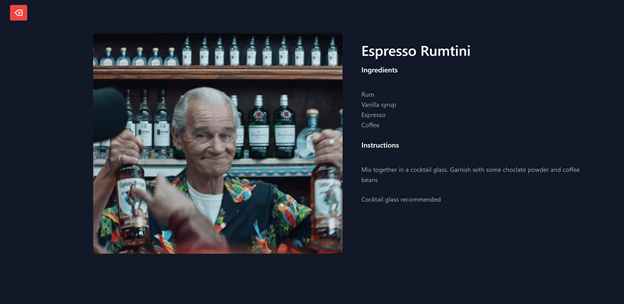 Espresso Rumtini
Ingredients
Rum
Vanilla syrup
Espresso
Coffee
Instructions
Mix together in a cocktail glass. Garnish with some choclate powder and coffee
beans
Cocktail glass recommended